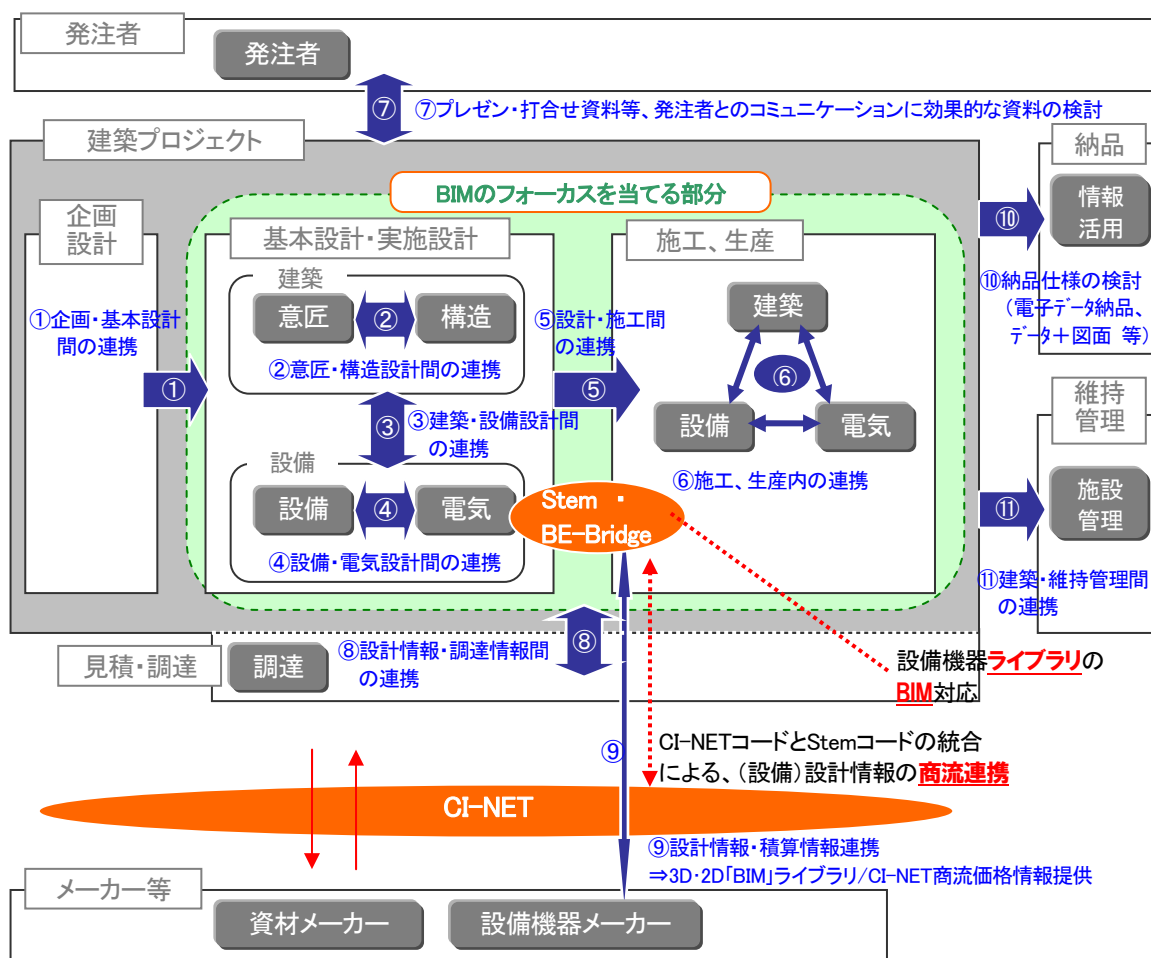 発注者
発注者
⑦
⑦プレゼン・打合せ資料等、発注者とのコミュニケーションに効果的な資料の検討
建築プロジェクト
納品
BIMのフォーカスを当てる部分
企画
設計
基本設計・実施設計
施工、生産
⑩
情報
活用
建築
意匠
②
構造
建築
①企画・基本設計
間の連携
⑤設計・施工間
の連携
⑩納品仕様の検討
(電子データ納品、
データ+図面 等)
②意匠・構造設計間の連携
①
⑤
⑥
③
③建築・設備設計間
の連携
設備
電気
維持
管理
設備
⑥施工、生産内の連携
設備
④
電気
Stem ・
BE-Bridge
⑪
施設
管理
④設備・電気設計間の連携
⑪建築・維持管理間
の連携
⑧
見積・調達
調達
⑧設計情報・調達情報間
の連携
設備機器ライブラリの
BIM対応
⑨
CI-NETコードとStemコードの統合
による、(設備)設計情報の商流連携
CI-NET
⑨設計情報・積算情報連携
⇒3D・2D「BIM」ライブラリ/CI-NET商流価格情報提供
メーカー等
資材メーカー
設備機器メーカー